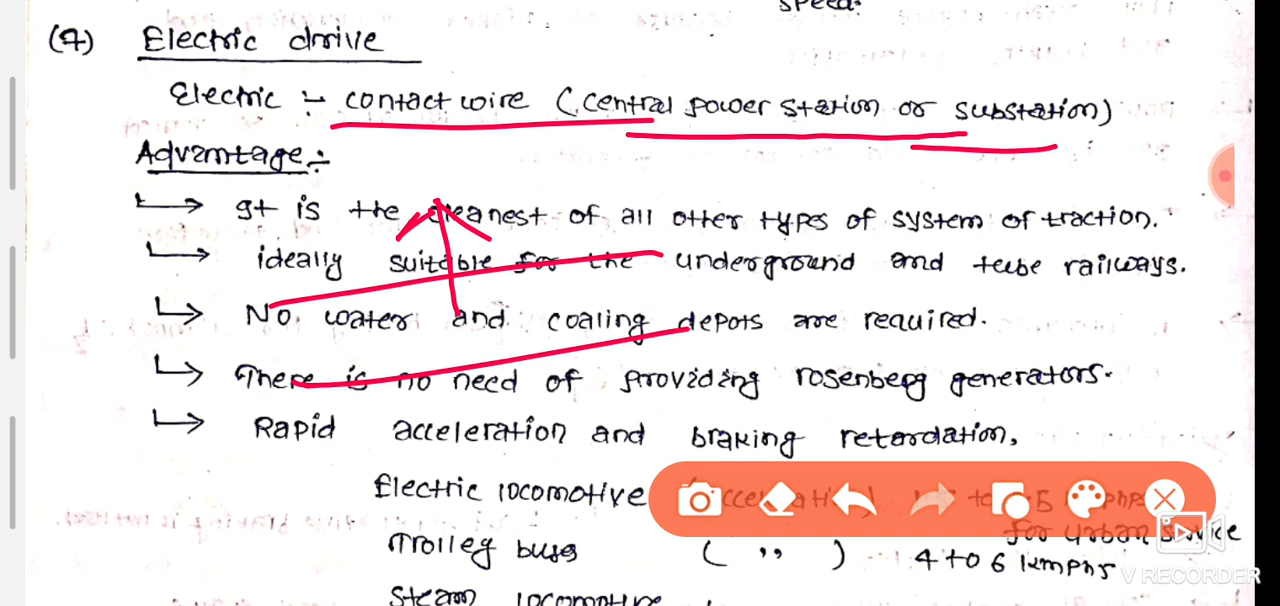 speed.
(4) Electric drive
Electric :- contact wire (central power station or substation)
Advantage :-
↳ It is the cleanest of all other types of system of traction.
↳ ideally suitable for the underground and tube railways.
↳ No. water and coaling depots are required.
↳ There is no need of providing rosenberg generators.
↳ Rapid acceleration and braking retardation,
Electric locomotive
for urban service
Trolley buses ( ,, ) 4 to 6 kmphs
Steam locomotive
V RECORDER